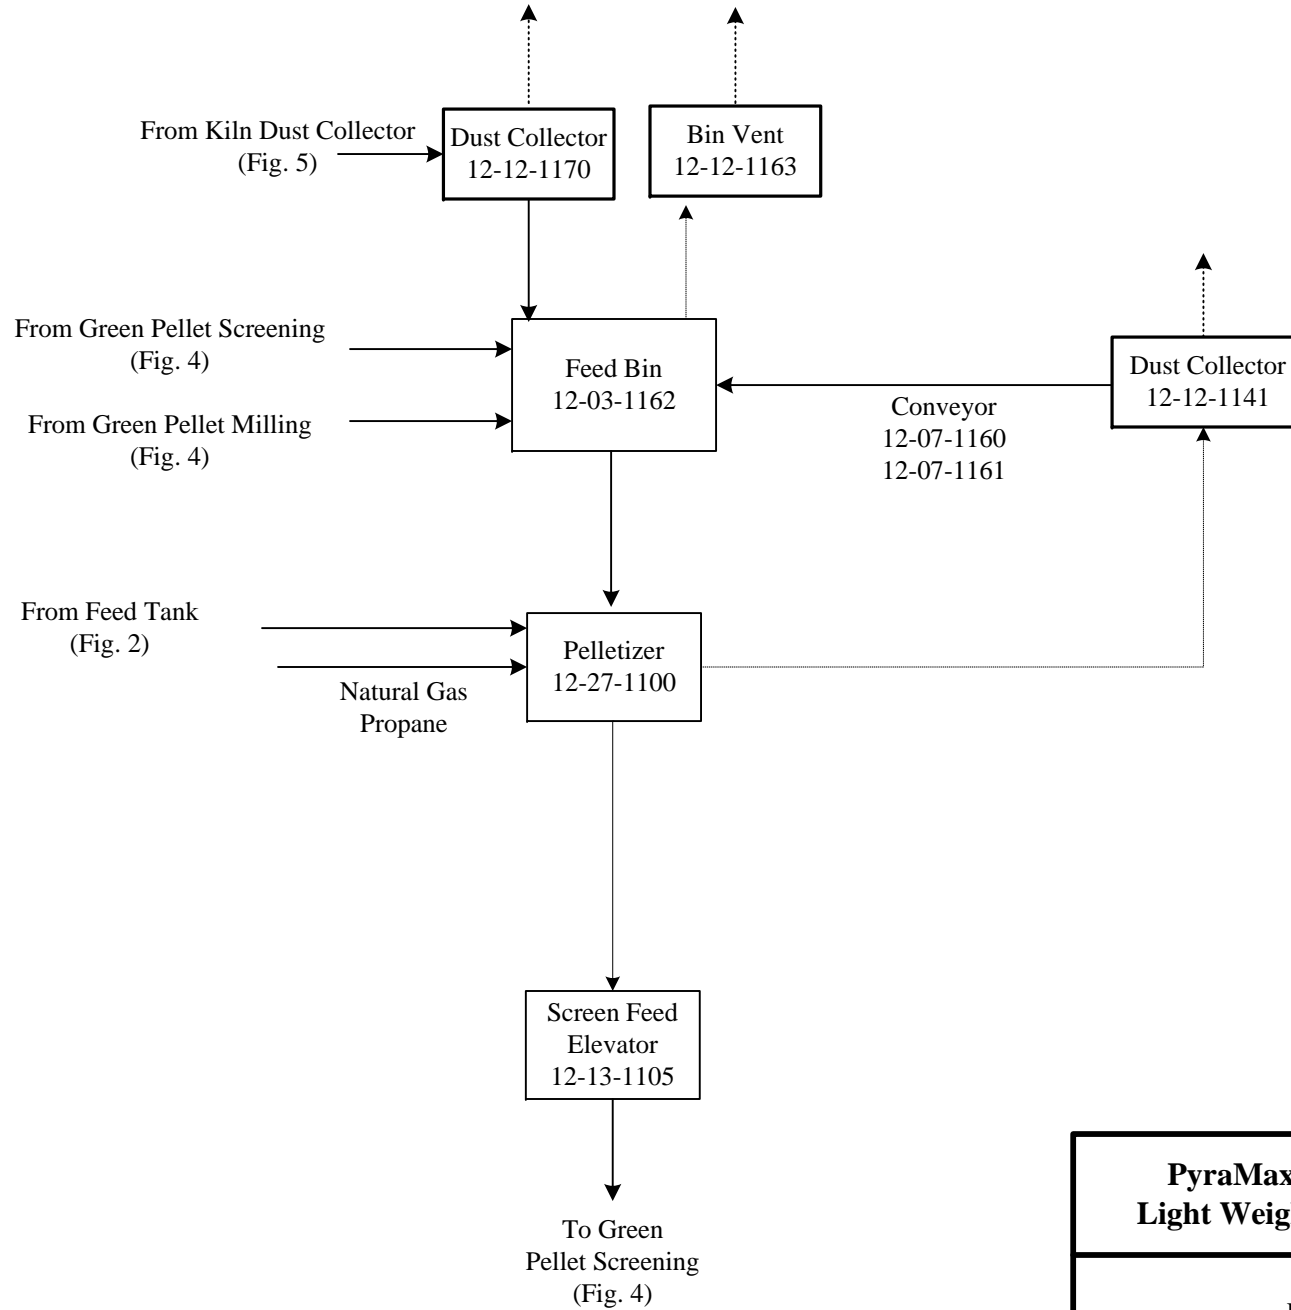 From Kiln Dust Collector
(Fig. 5)
Dust Collector
12-12-1170
Bin Vent
12-12-1163
From Green Pellet Screening
(Fig. 4)
From Green Pellet Milling
(Fig. 4)
Feed Bin
12-03-1162
Conveyor
12-07-1160
12-07-1161
Dust Collector
12-12-1141
From Feed Tank
(Fig. 2)
Natural Gas
Propane
Pelletizer
12-27-1100
Screen Feed
Elevator
12-13-1105
To Green
Pellet Screening
(Fig. 4)
PyraMax
Light Weig